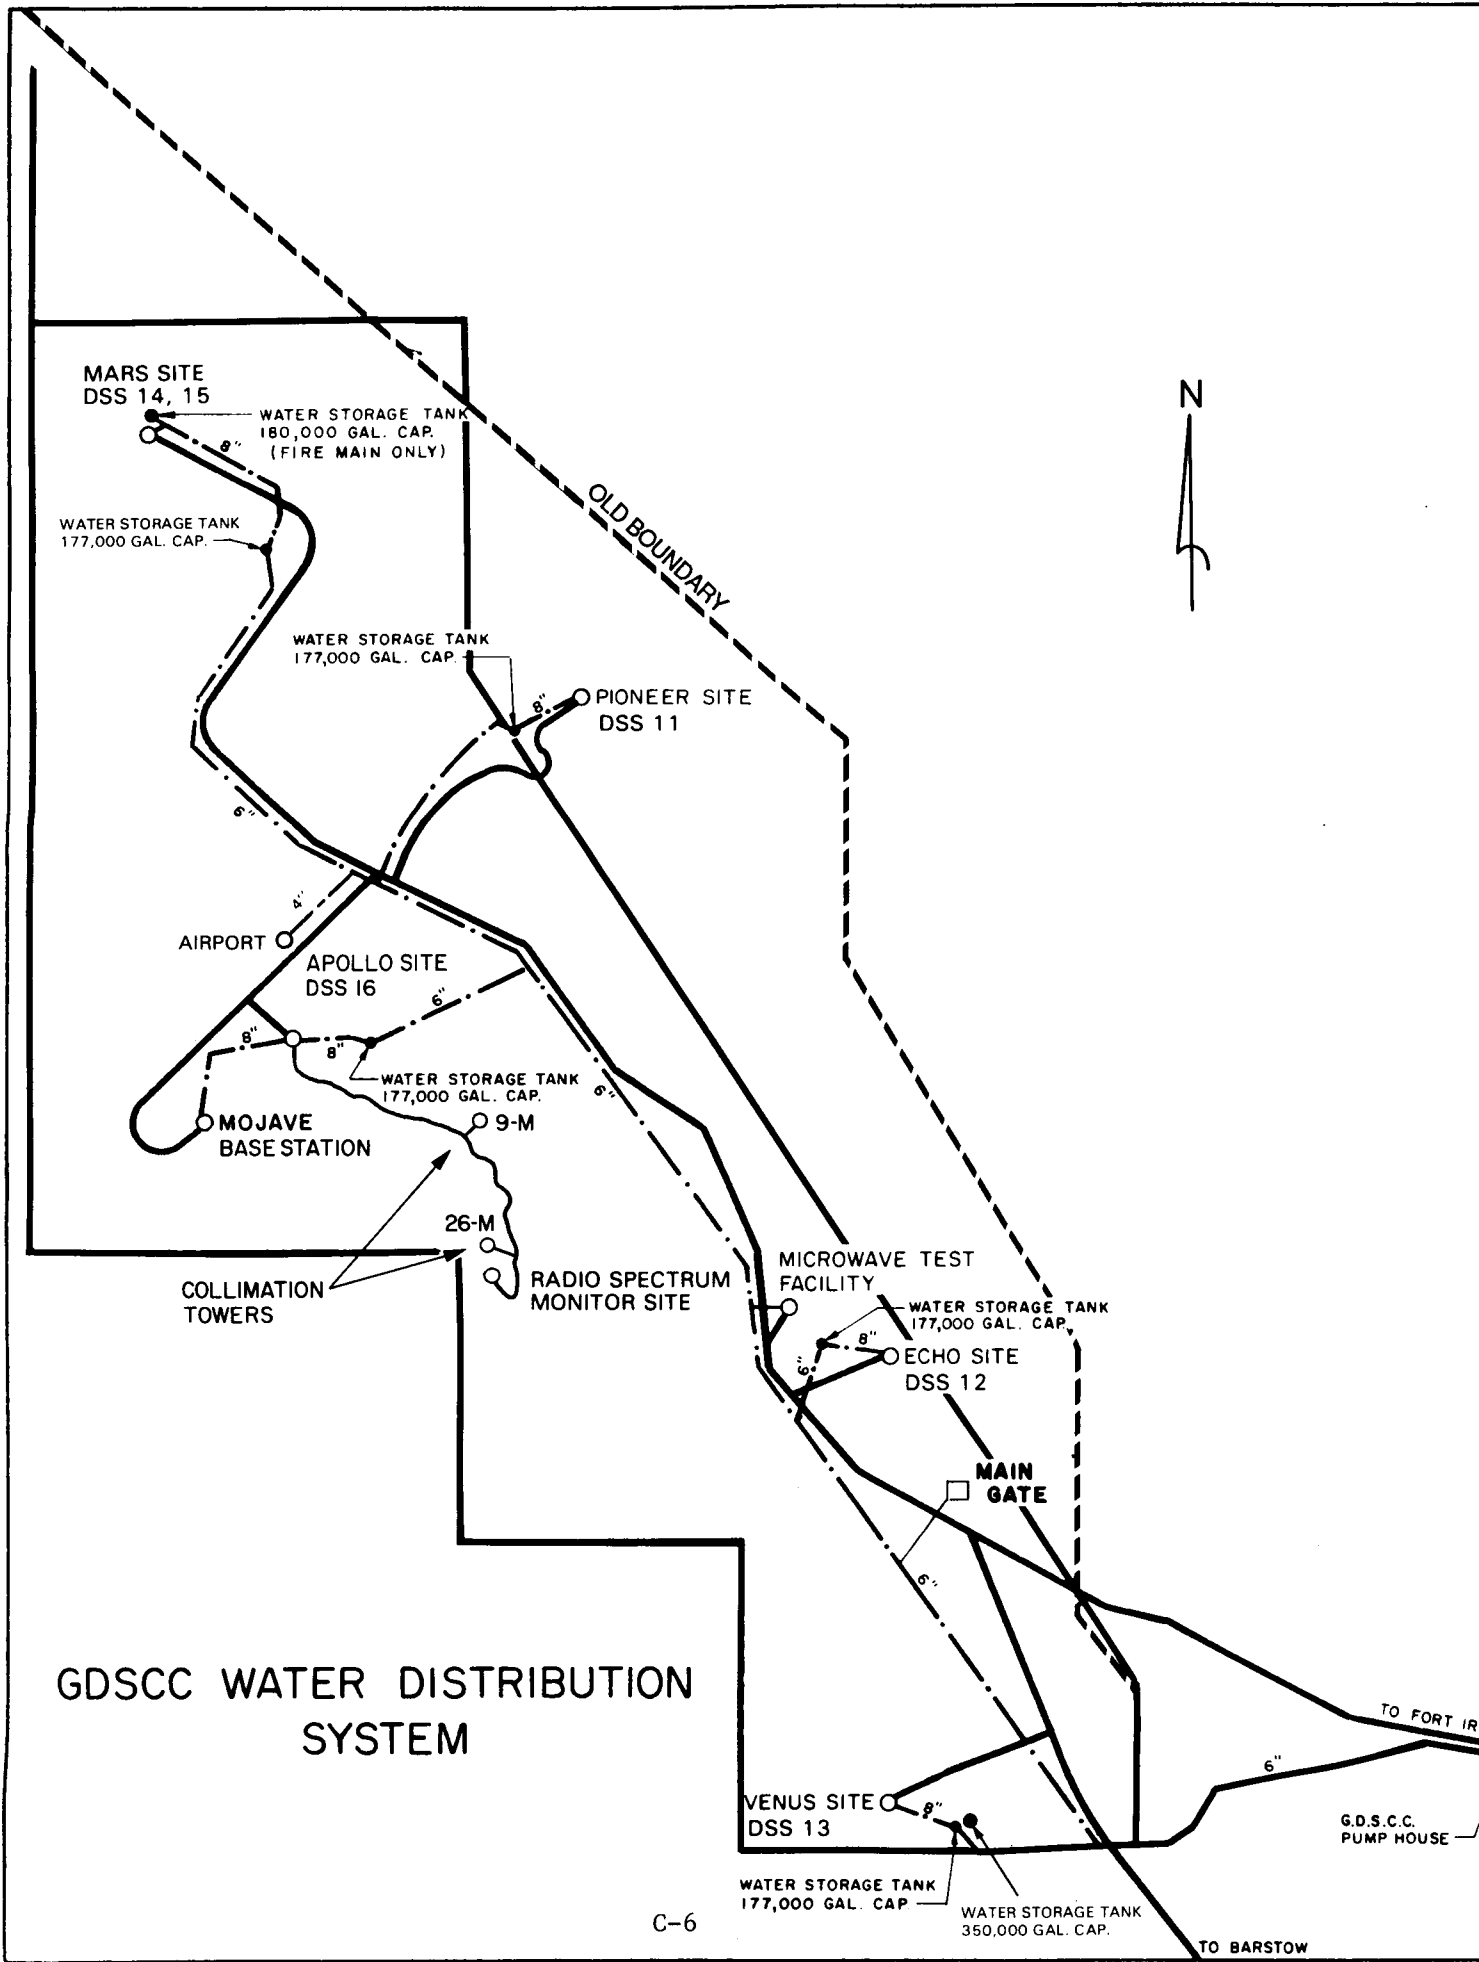 MARS SITE
DSS 14, 15
WATER STORAGE TANK
180,000 GAL. CAP.
(FIRE MAIN ONLY)
8"
N
WATER STORAGE TANK
177,000 GAL. CAP.
OLD BOUNDARY
WATER STORAGE TANK
177,000 GAL. CAP.
8"
PIONEER SITE
DSS 11
6"
4"
AIRPORT
APOLLO SITE
DSS 16
6"
8"
8"
WATER STORAGE TANK
177,000 GAL. CAP.
6"
MOJAVE
BASE STATION
9-M
26-M
COLLIMATION
TOWERS
RADIO SPECTRUM
MONITOR SITE
MICROWAVE TEST
FACILITY
WATER STORAGE TANK
177,000 GAL. CAP.
8"
6"
ECHO SITE
DSS 12
MAIN
GATE
6"
GDSCC WATER DISTRIBUTION
SYSTEM
TO FORT IR
6"
VENUS SITE
DSS 13
8"
G.D.S.C.C.
PUMP HOUSE
WATER STORAGE TANK
177,000 GAL. CAP
WATER STORAGE TANK
350,000 GAL. CAP.
C-6
TO BARSTOW